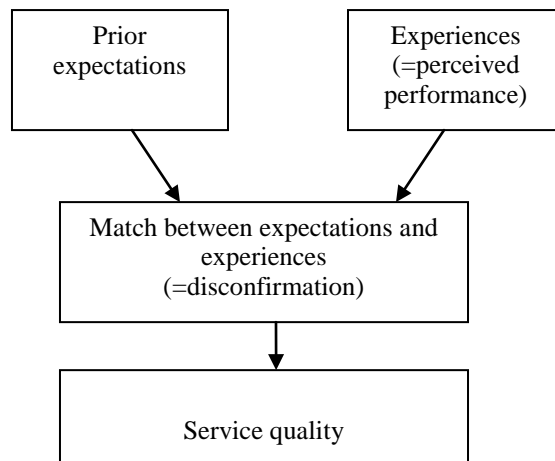 Prior
expectations
Experiences
(=perceived
performance)
Match between expectations and
experiences
(=disconfirmation)
Service quality